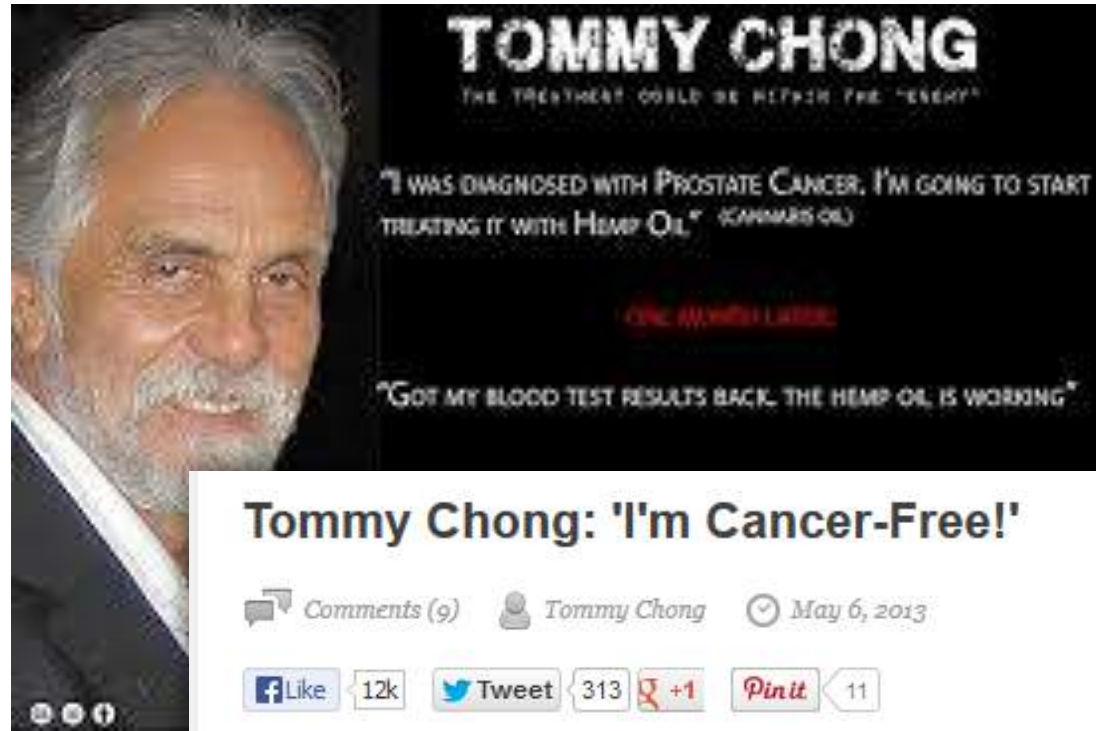 TOMMY CHONG
THE TREATMENT COULD BE WITHIN THE "ENEMY"
"I WAS DIAGNOSED WITH PROSTATE CANCER. I'M GOING TO START
TREATING IT WITH HEMP OIL" (CANNABIS OIL)
ONE MONTH LATER:
"GOT MY BLOOD TEST RESULTS BACK. THE HEMP OIL IS WORKING"
Tommy Chong: 'I'm Cancer-Free!'
Comments (9) Tommy Chong May 6, 2013
Like 12k Tweet 313 +1 Pin it 11